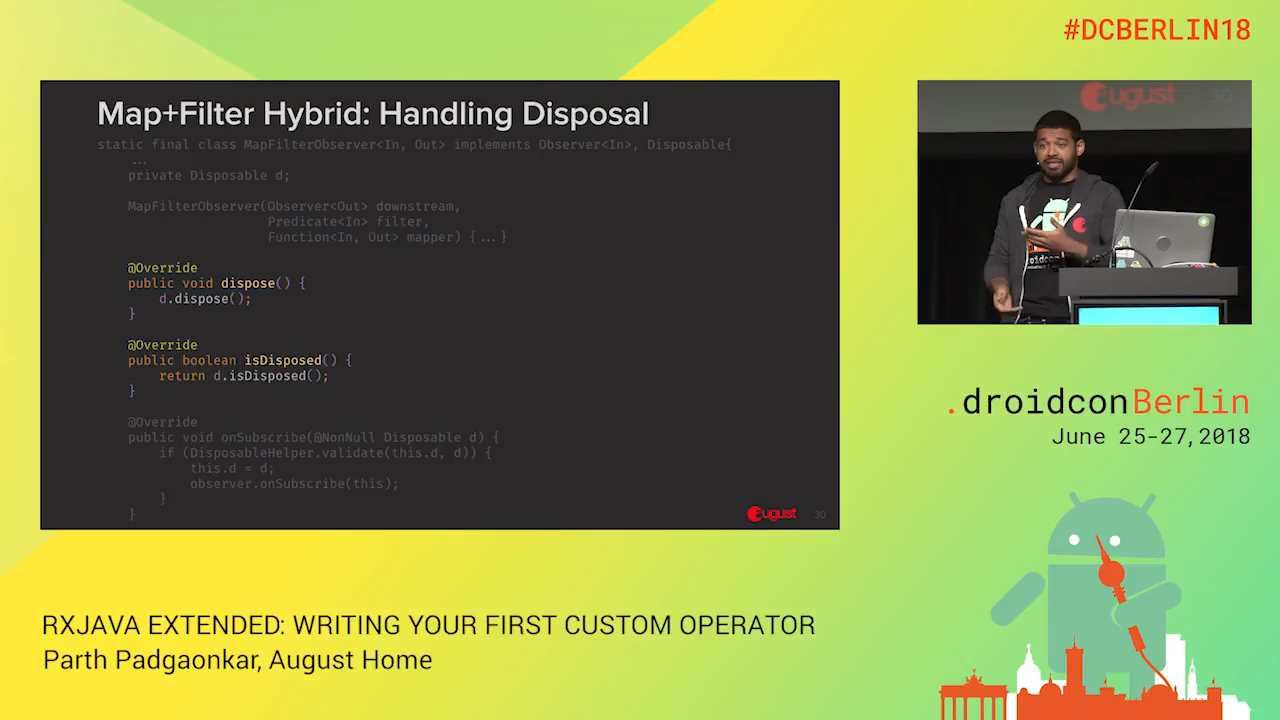 #DCBERLIN18
Map+Filter Hybrid: Handling Disposal
static final class MapFilterObserver<In, Out> implements Observer<In>, Disposable{
...
private Disposable d;
MapFilterObserver(Observer<Out> downstream,
Predicate<In> filter,
Function<In, Out> mapper) {...}
@Override
public void dispose() {
d.dispose();
}
@Override
public boolean isDisposed() {
return d.isDisposed();
}
@Override
public void onSubscribe(@NonNull Disposable d) {
if (DisposableHelper.validate(this.d, d)) {
this.d = d;
observer.onSubscribe(this);
}
}
august 30
august 30
droidcon
.droidconBerlin
June 25-27,2018
RXJAVA EXTENDED: WRITING YOUR FIRST CUSTOM OPERATOR
Parth Padgaonkar, August Home